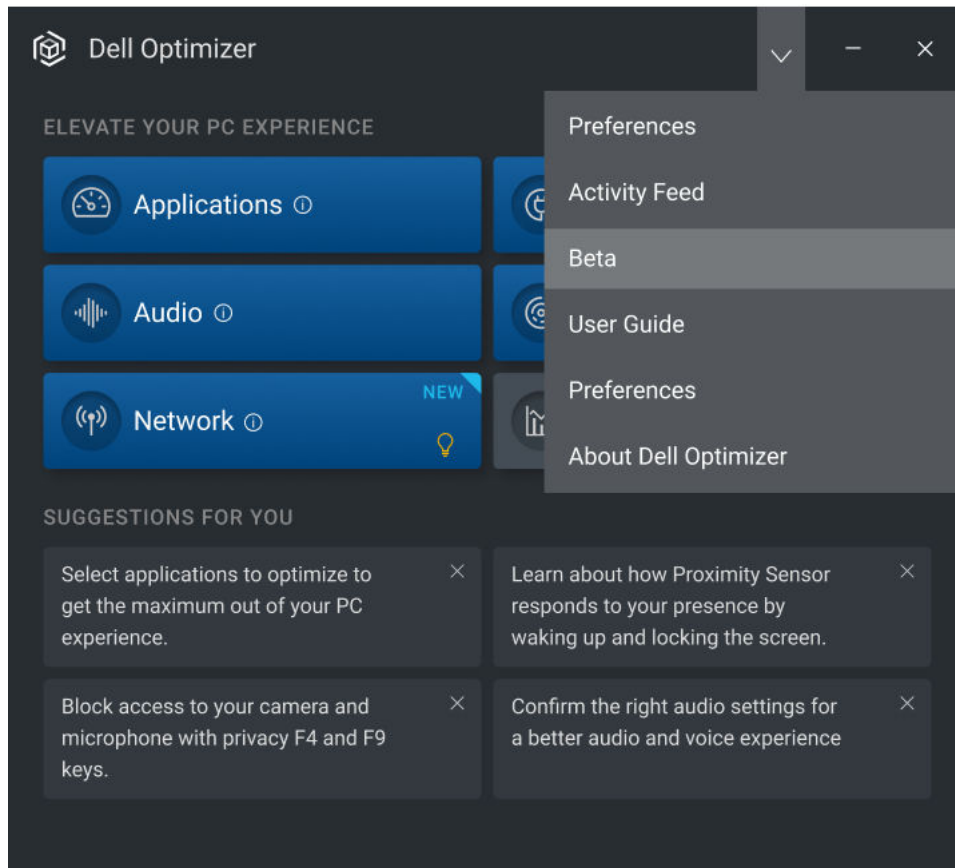 Dell Optimizer
ELEVATE YOUR PC EXPERIENCE
Applications
Audio
NEW
Network
Preferences
Activity Feed
Beta
User Guide
Preferences
About Dell Optimizer
SUGGESTIONS FOR YOU
Select applications to optimize to
get the maximum out of your PC
experience.
Learn about how Proximity Sensor
responds to your presence by
waking up and locking the screen.
Block access to your camera and
microphone with privacy F4 and F9
keys.
Confirm the right audio settings for
a better audio and voice experience